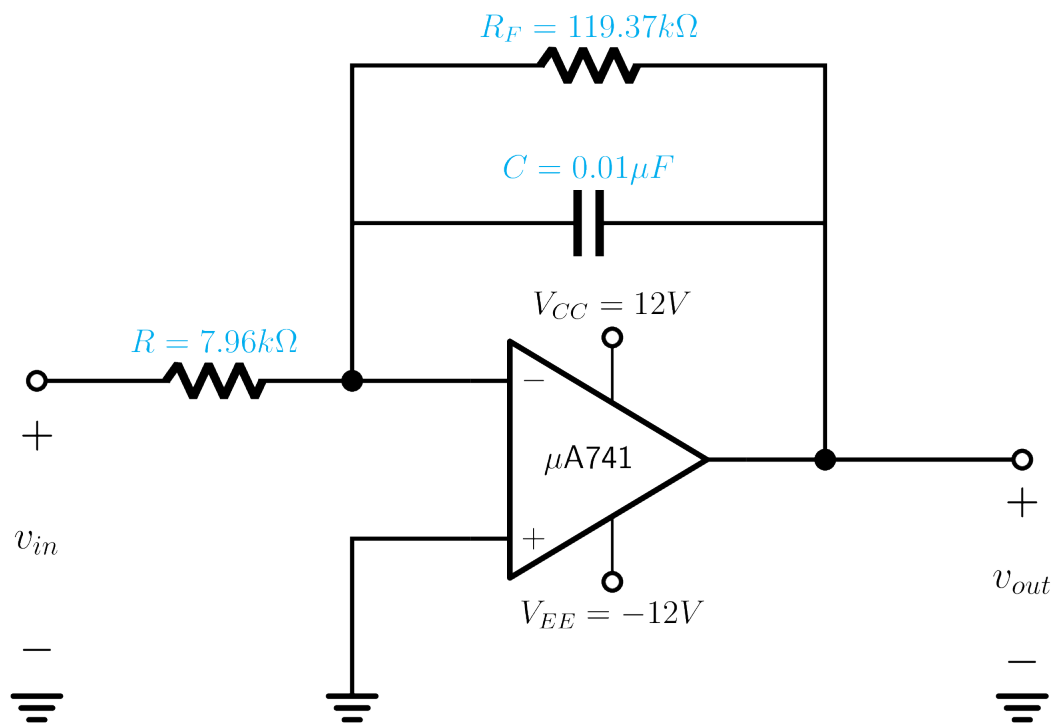 R_F = 119.37kΩ
C = 0.01μF
V_CC = 12V
R = 7.96kΩ
−
+
μA741
+
+
v_in
v_out
V_EE = −12V
−
−